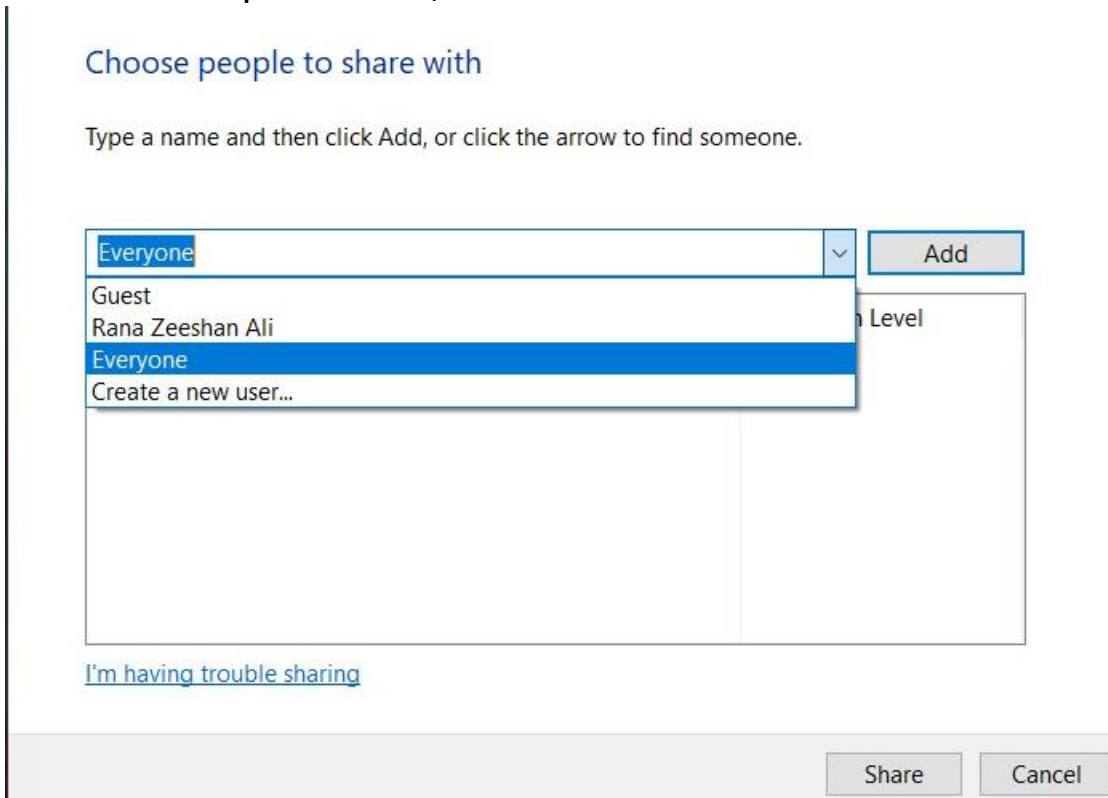 Choose people to share with
Type a name and then click Add, or click the arrow to find someone.
Everyone
Add
Guest
Rana Zeeshan Ali
Level
Everyone
Create a new user...
I'm having trouble sharing
Share
Cancel